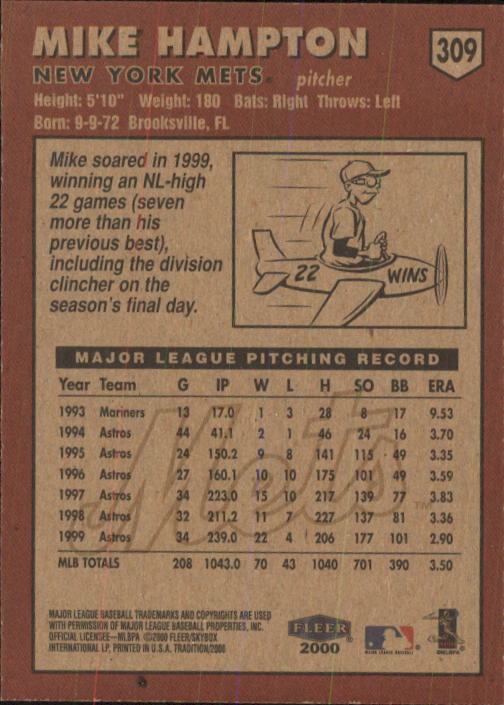 MIKE HAMPTON
309
NEW YORK METS pitcher
Height: 5'10" Weight: 180 Bats: Right Throws: Left
Born: 9-9-72 Brooksville, FL
Mike soared in 1999,
winning an NL-high
22 games (seven
more than his
previous best),
including the division
clincher on the
season's final day.
22 WINS
MAJOR LEAGUE PITCHING RECORD
Year Team G IP W L H SO BB ERA
1993 Mariners 13 17.0 1 3 28 8 17 9.53
1994 Astros 44 41.1 2 1 46 24 16 3.70
1995 Astros 24 150.2 9 8 141 115 49 3.35
1996 Astros 27 160.1 10 10 175 101 49 3.59
1997 Astros 34 223.0 15 10 217 139 77 3.83
1998 Astros 32 211.2 11 7 227 137 81 3.36
1999 Astros 34 239.0 22 4 206 177 101 2.90
MLB TOTALS 208 1043.0 70 43 1040 701 390 3.50
Mets™
MAJOR LEAGUE BASEBALL TRADEMARKS AND COPYRIGHTS ARE USED
WITH PERMISSION OF MAJOR LEAGUE BASEBALL PROPERTIES, INC.
OFFICIAL LICENSEE—MLBPA ©2000 FLEER/SKYBOX
INTERNATIONAL LP, PRINTED IN U.S.A. TRADITION/2000
FLEER
2000
MAJOR LEAGUE BASEBALL
©MLBPA